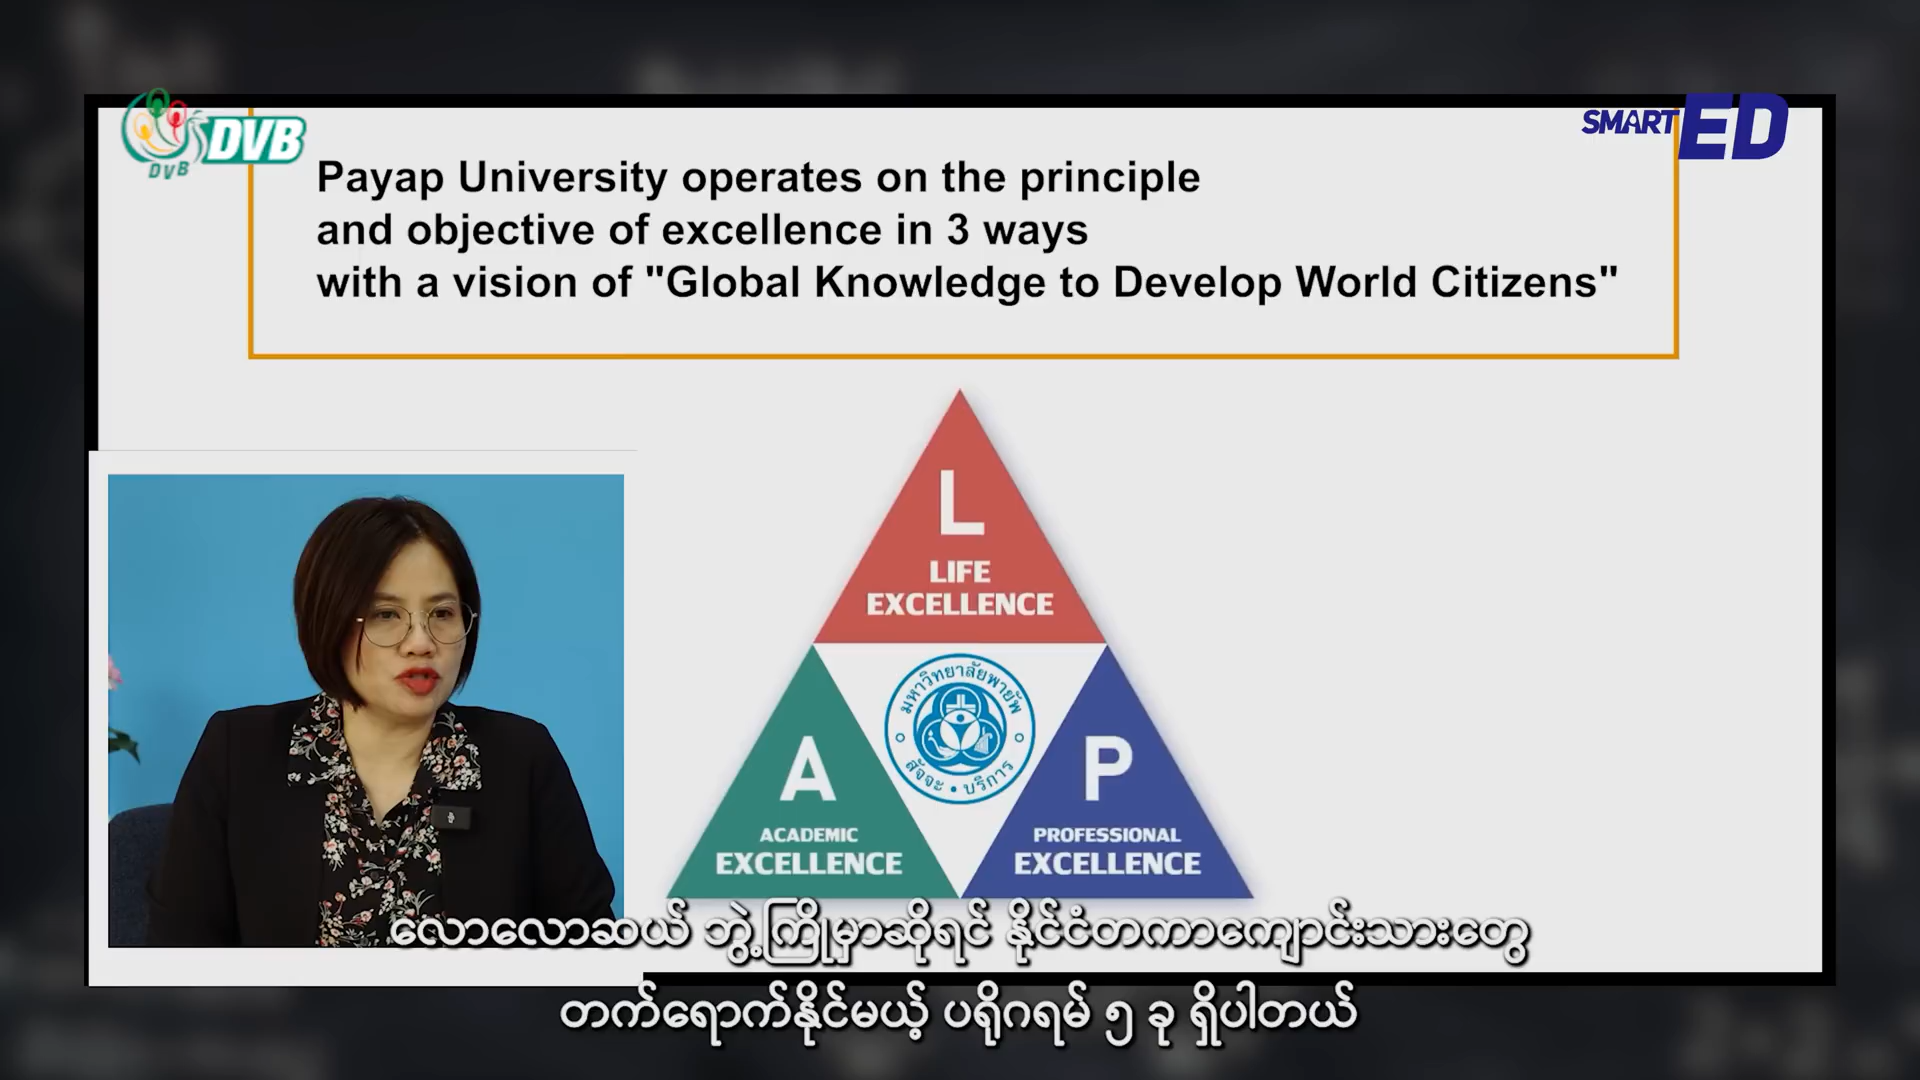 DVB
DVB
SMART ED
Payap University operates on the principle
and objective of excellence in 3 ways
with a vision of "Global Knowledge to Develop World Citizens"
L
LIFE
EXCELLENCE
มหาวิทยาลัยพายัพ
สัจจะ • บริการ
A
ACADEMIC
EXCELLENCE
P
PROFESSIONAL
EXCELLENCE
လောလောဆယ် ဘွဲ့ကြိုမှာဆိုရင် နိုင်ငံတကာကျောင်းသားတွေ
တက်ရောက်နိုင်မယ့် ပရိုဂရမ် ၅ ခု ရှိပါတယ်